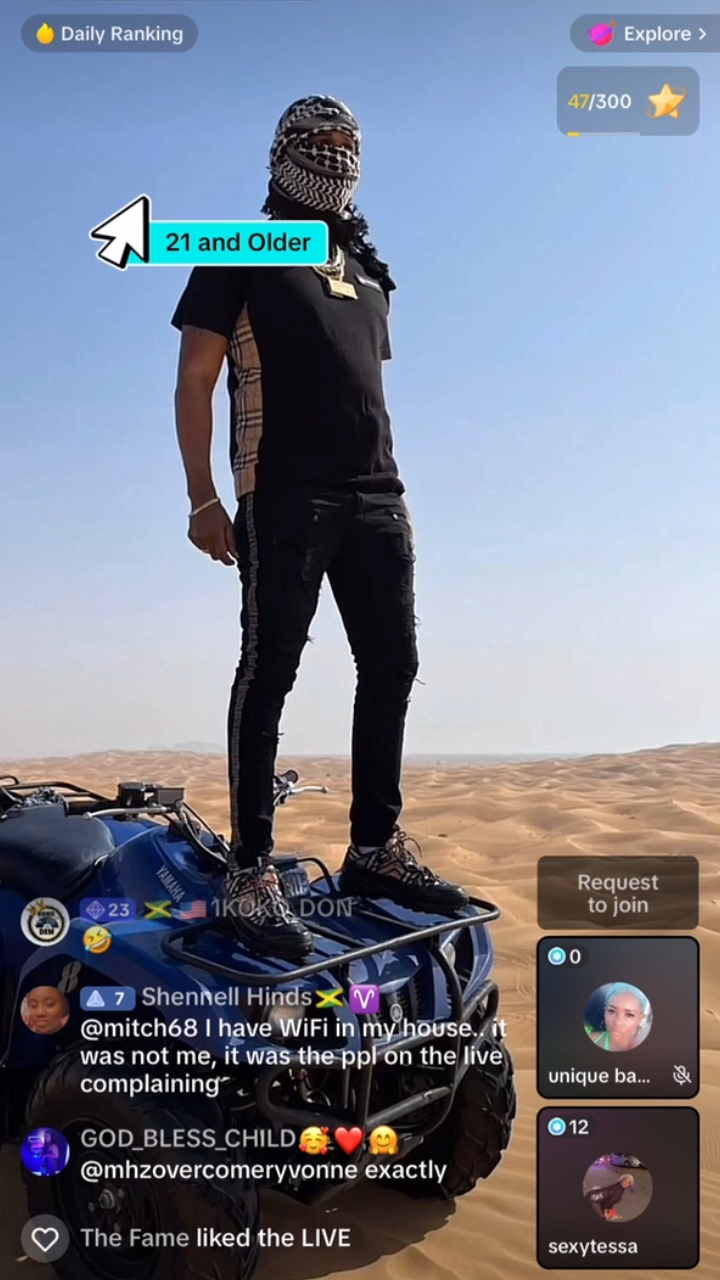 Daily Ranking
Explore >
47/300
21 and Older
YAMAHA
Request
to join
23 🇯🇲🇺🇸1KOKO_DON
🤣
7 Shennell Hinds🇯🇲♈
@mitch68 I have WiFi in my house.. it
was not me, it was the ppl on the live
complaining
GOD_BLESS_CHILD🥰❤️🤗
@mhzovercomeryvonne exactly
The Fame liked the LIVE
0
unique ba...
12
sexytessa